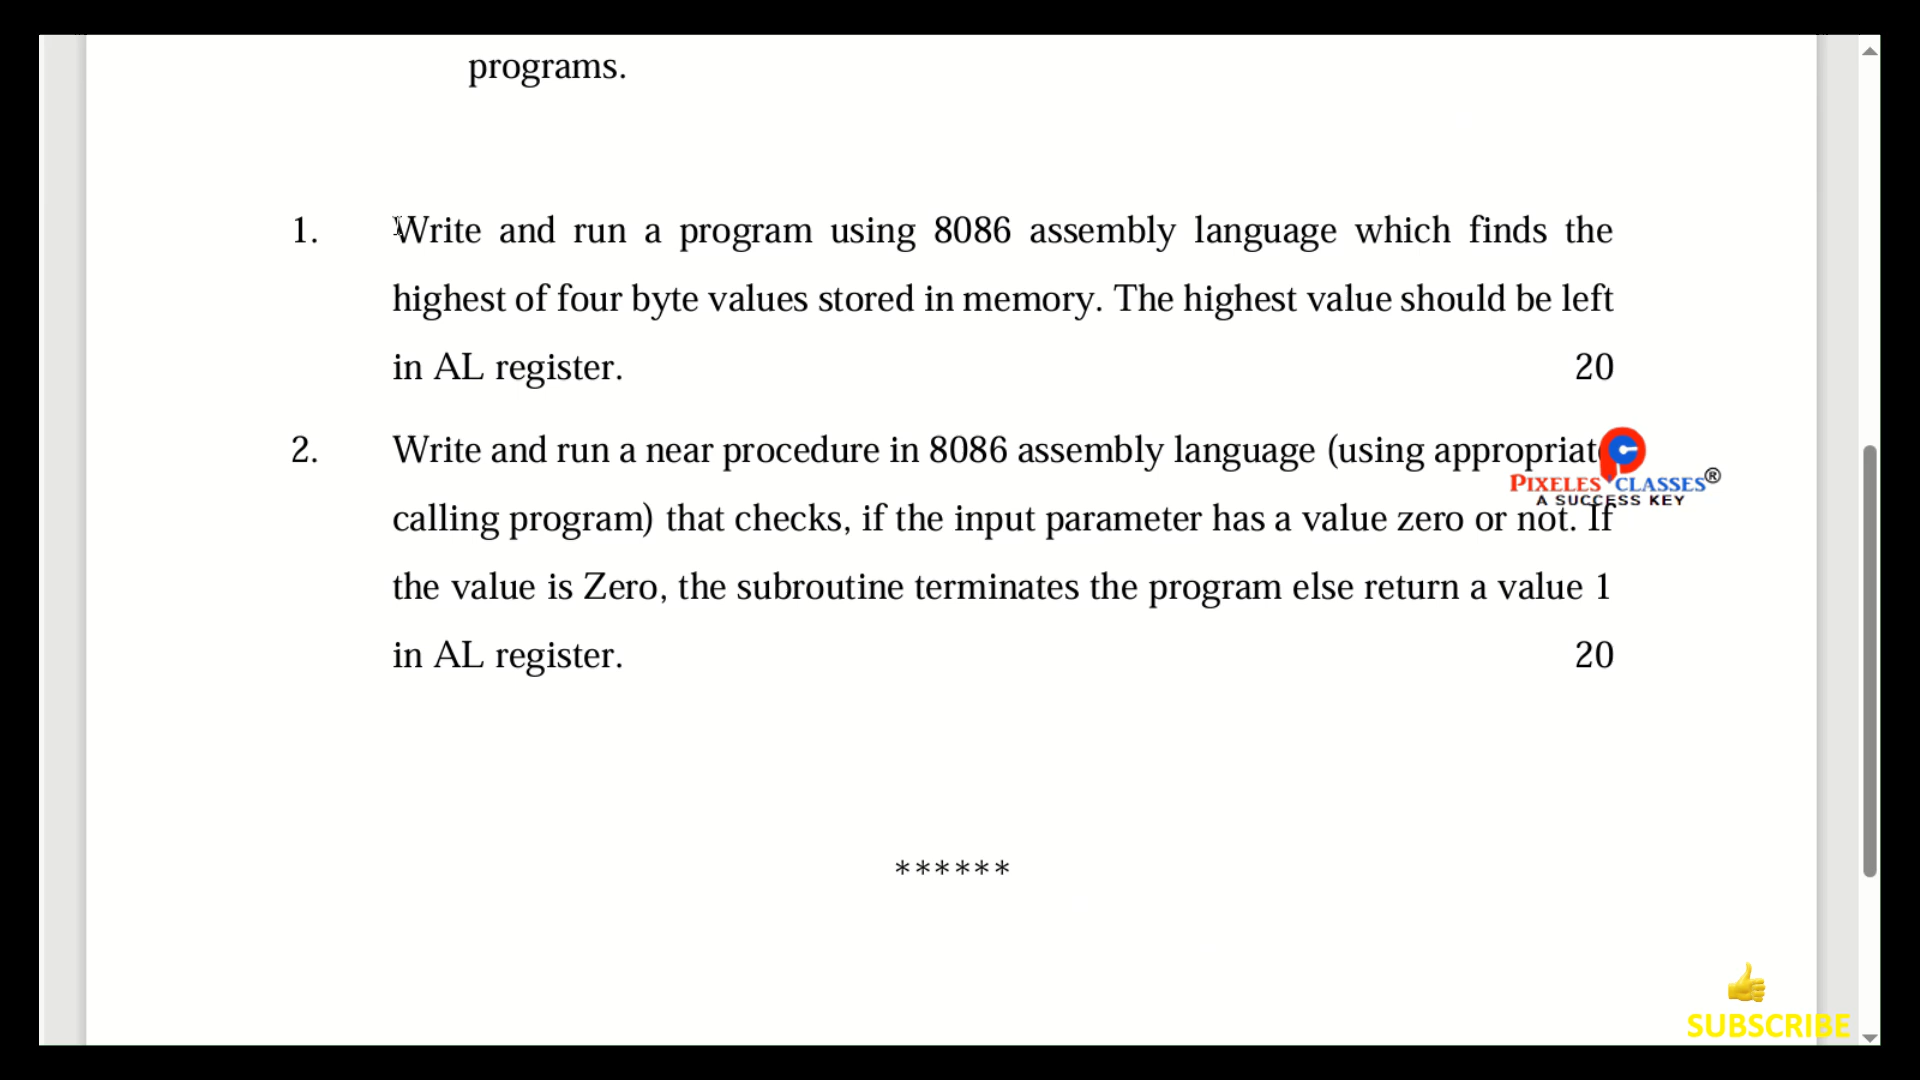 programs.
1. Write and run a program using 8086 assembly language which finds the
highest of four byte values stored in memory. The highest value should be left
in AL register. 20
2. Write and run a near procedure in 8086 assembly language (using appropriat
PIXELES CLASSES®
A SUCCESS KEY
calling program) that checks, if the input parameter has a value zero or not. If
the value is Zero, the subroutine terminates the program else return a value 1
in AL register. 20
******
SUBSCRIBE